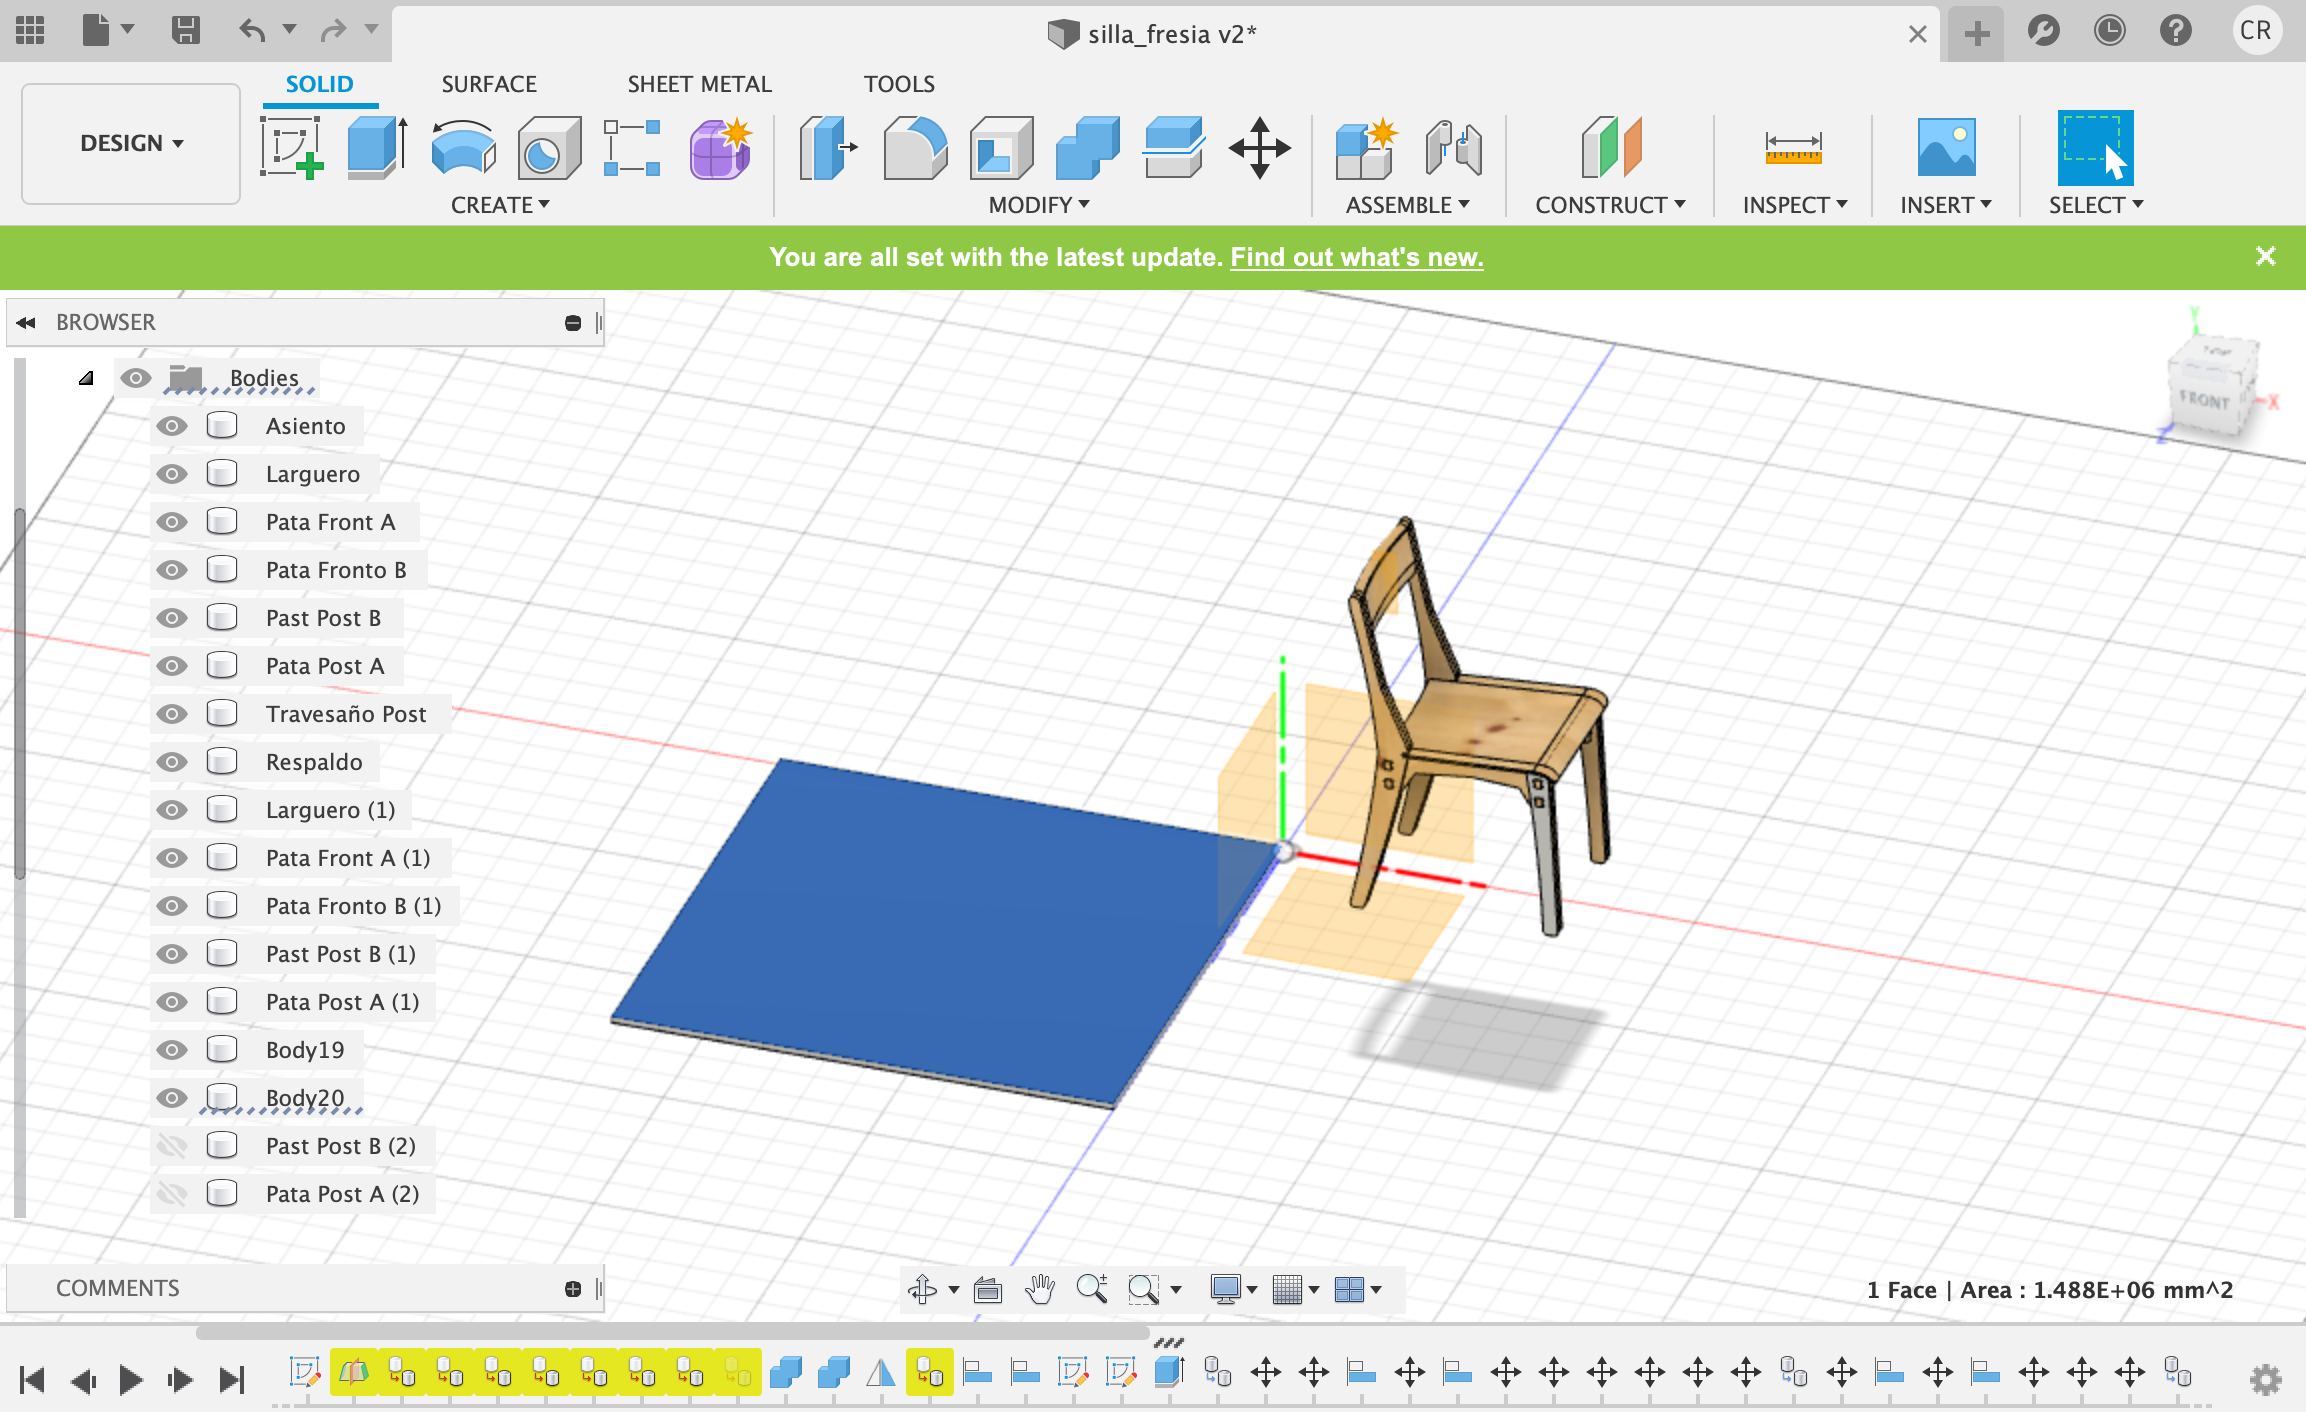 silla_fresia v2*
CR
SOLID SURFACE SHEET METAL TOOLS
DESIGN
CREATE MODIFY ASSEMBLE CONSTRUCT INSPECT INSERT SELECT
You are all set with the latest update. Find out what's new.
BROWSER
Bodies
Asiento
Larguero
Pata Front A
Pata Fronto B
Past Post B
Pata Post A
Travesaño Post
Respaldo
Larguero (1)
Pata Front A (1)
Pata Fronto B (1)
Past Post B (1)
Pata Post A (1)
Body19
Body20
Past Post B (2)
Pata Post A (2)
Y
TOP
FRONT
X
Z
COMMENTS
1 Face | Area : 1.488E+06 mm^2